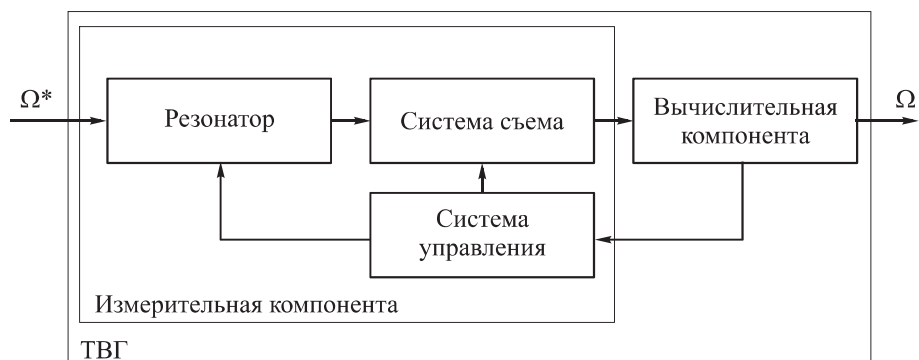 Ω*
Резонатор
Система съема
Вычислительная
компонента
Ω
Система
управления
Измерительная компонента
ТВГ